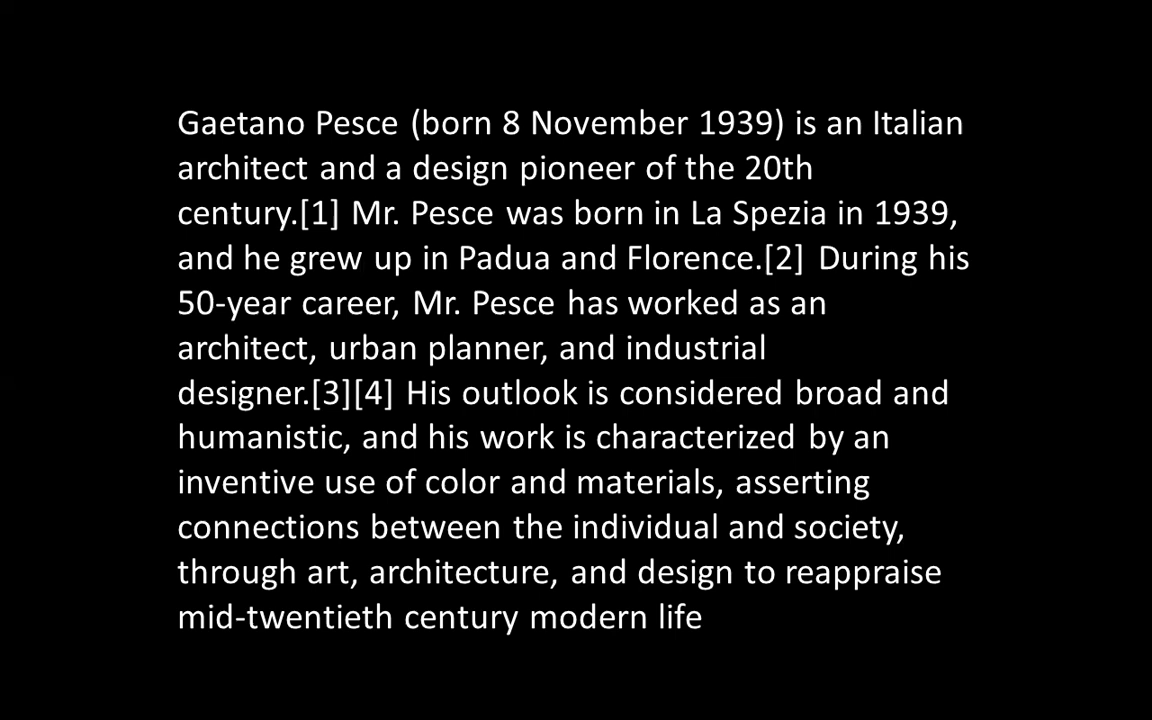 Gaetano Pesce (born 8 November 1939) is an Italian
architect and a design pioneer of the 20th
century.[1] Mr. Pesce was born in La Spezia in 1939,
and he grew up in Padua and Florence.[2] During his
50-year career, Mr. Pesce has worked as an
architect, urban planner, and industrial
designer.[3][4] His outlook is considered broad and
humanistic, and his work is characterized by an
inventive use of color and materials, asserting
connections between the individual and society,
through art, architecture, and design to reappraise
mid-twentieth century modern life